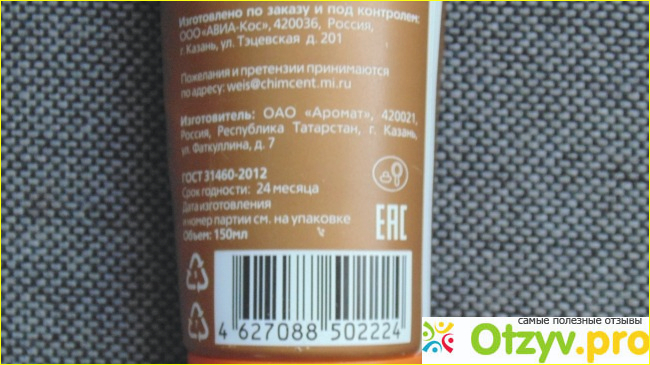 Изготовлено по заказу и под контролем:
ООО«АВИА-Кос», 420036, Россия,
г. Казань, ул. Тэцевская д. 201
Пожелания и претензии принимаются
по адресу: weis@chimcent.mi.ru
Изготовитель: ОАО «Аромат», 420021,
Россия, Республика Татарстан, г. Казань,
ул. Фаткуллина, д. 7
ГОСТ 31460-2012
Срок годности: 24 месяца
Дата изготовления
и номер партии см. на упаковке
Объем: 150мл
EAC
4 627088 502224
самые полезные отзывы
Otzyv.pro